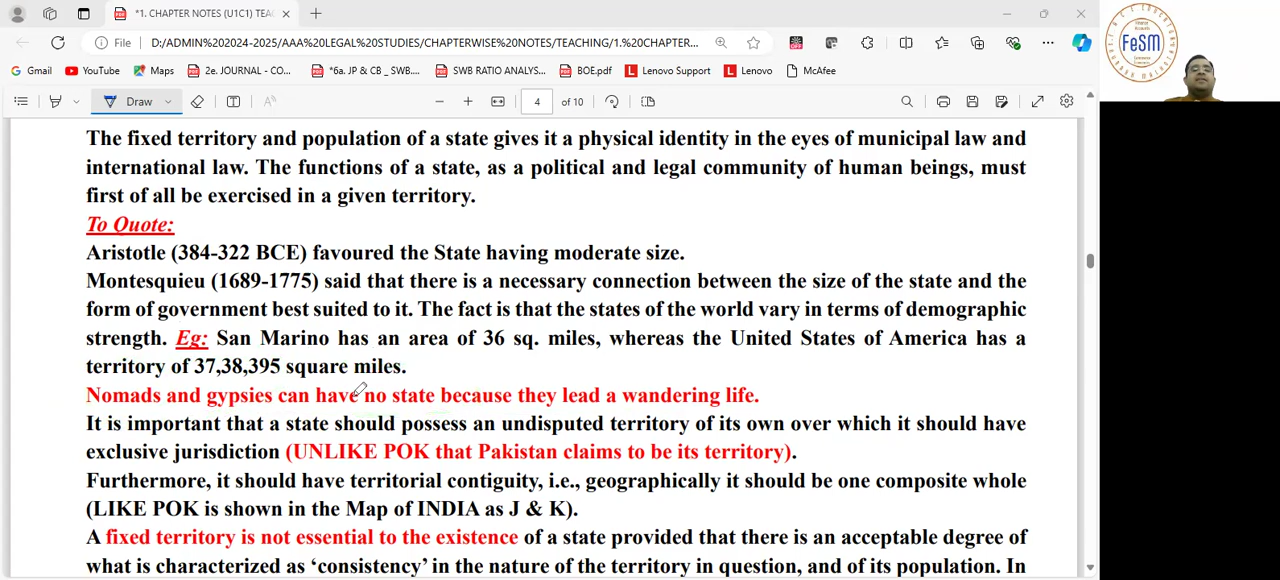 *1. CHAPTER NOTES (U1C1) TEA
File
D:/ADMIN%202024-2025/AAA%20LEGAL%20STUDIES/CHAPTERWISE%20NOTES/TEACHING/1.%20CHAPTER...
Gmail YouTube Maps 2e. JOURNAL - CO... *6a. JP & CB _ SWB.... SWB RATIO ANALYS... BOE.pdf Lenovo Support Lenovo McAfee
Draw 4 of 10
The fixed territory and population of a state gives it a physical identity in the eyes of municipal law and
international law. The functions of a state, as a political and legal community of human beings, must
first of all be exercised in a given territory.
To Quote:
Aristotle (384-322 BCE) favoured the State having moderate size.
Montesquieu (1689-1775) said that there is a necessary connection between the size of the state and the
form of government best suited to it. The fact is that the states of the world vary in terms of demographic
strength. Eg: San Marino has an area of 36 sq. miles, whereas the United States of America has a
territory of 37,38,395 square miles.
Nomads and gypsies can have no state because they lead a wandering life.
It is important that a state should possess an undisputed territory of its own over which it should have
exclusive jurisdiction (UNLIKE POK that Pakistan claims to be its territory).
Furthermore, it should have territorial contiguity, i.e., geographically it should be one composite whole
(LIKE POK is shown in the Map of INDIA as J & K).
A fixed territory is not essential to the existence of a state provided that there is an acceptable degree of
what is characterized as ‘consistency’ in the nature of the territory in question, and of its population. In
FeSM